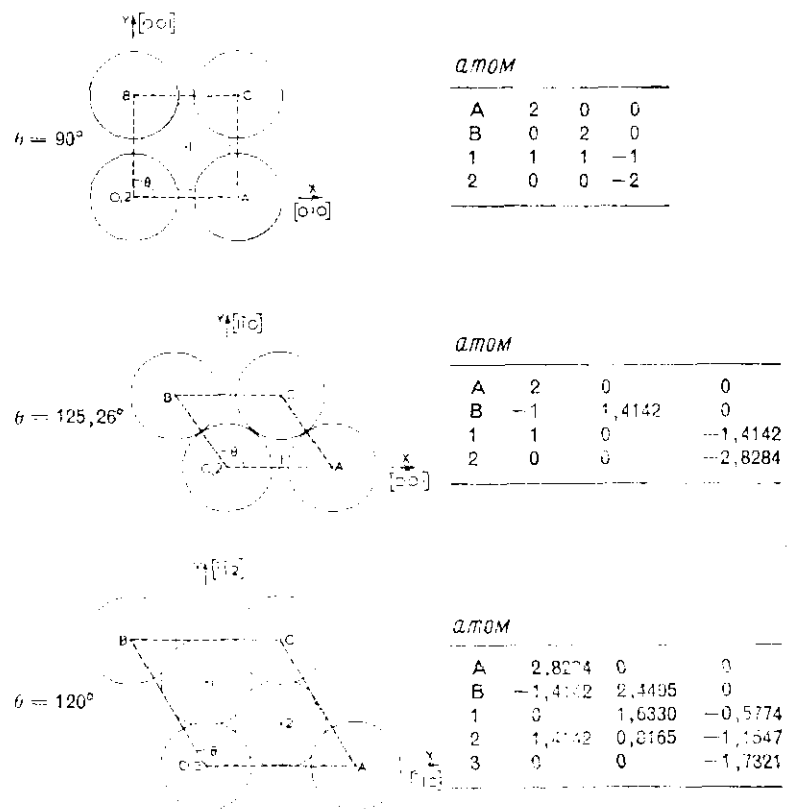 Y [001]
атом
B C
A 2 0 0
B 0 2 0
θ = 90°
1
1 1 1 −1
2 0 0 −2
θ
0,2 A
X
[010]
атом
B C
A 2 0 0
B −1 1,4142 0
θ = 125,26°
1 1 0 −1,4142
θ
1
A
X
2 0 0 −2,8284
атом
B C
A 0 0
B 0
θ = 120°
1
1 0 1,6330 −0,5774
2
2 1,4142 0,8165 −1,1547
θ
A
3 0 0 −1,7321